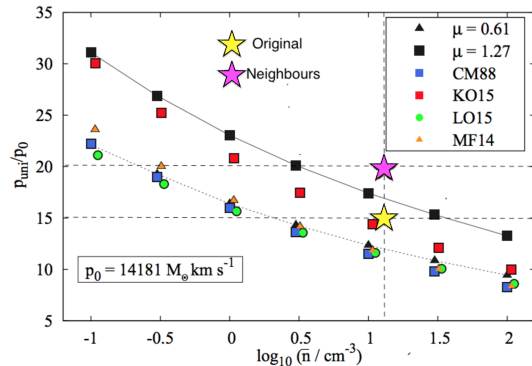 35
30
25
20
15
10
5
p_uni/p_0
Original
Neighbours
μ = 0.61
μ = 1.27
CM88
KO15
LO15
MF14
p_0 = 14181 M_⊙ km s^-1
-1 -0.5 0 0.5 1 1.5 2
log_10 (n̅ / cm^-3)